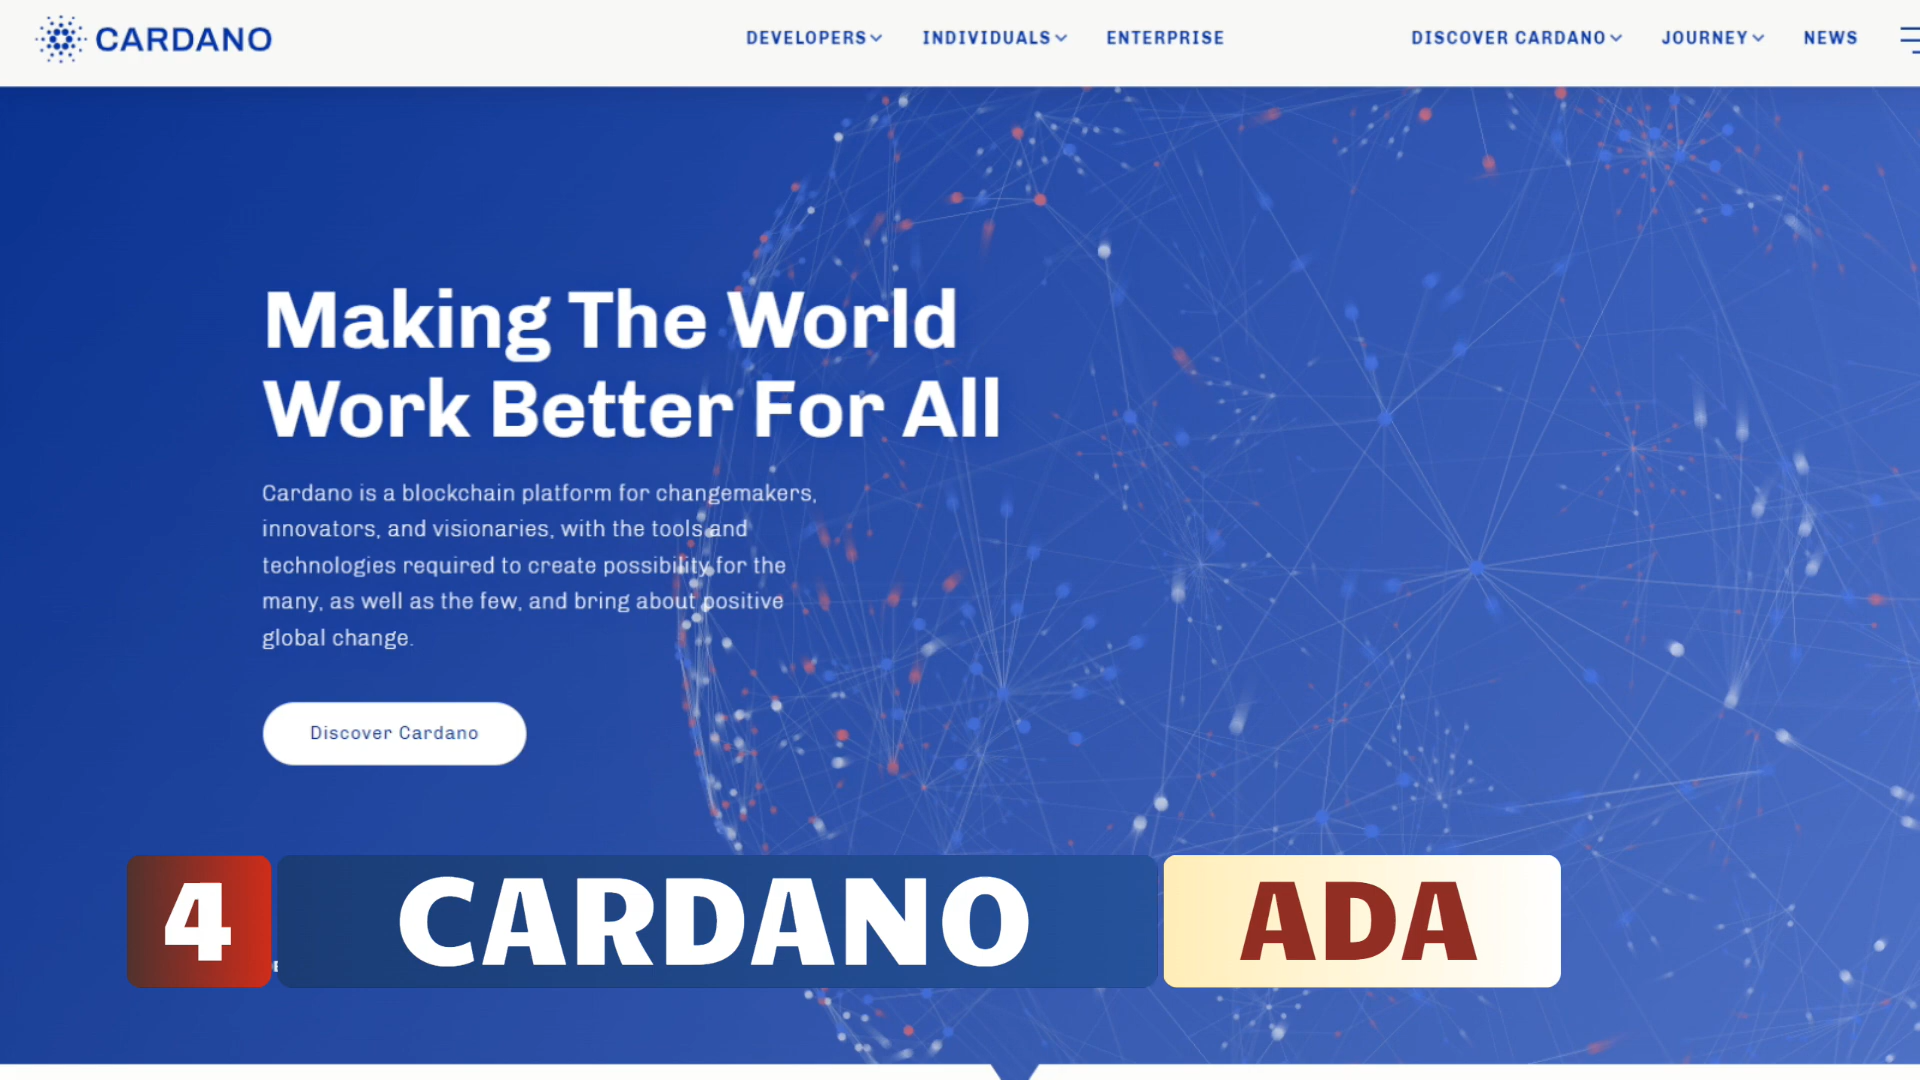 CARDANO
DEVELOPERS INDIVIDUALS ENTERPRISE DISCOVER CARDANO JOURNEY NEWS
Making The World
Work Better For All
Cardano is a blockchain platform for changemakers,
innovators, and visionaries, with the tools and
technologies required to create possibility for the
many, as well as the few, and bring about positive
global change.
Discover Cardano
4 CARDANO ADA